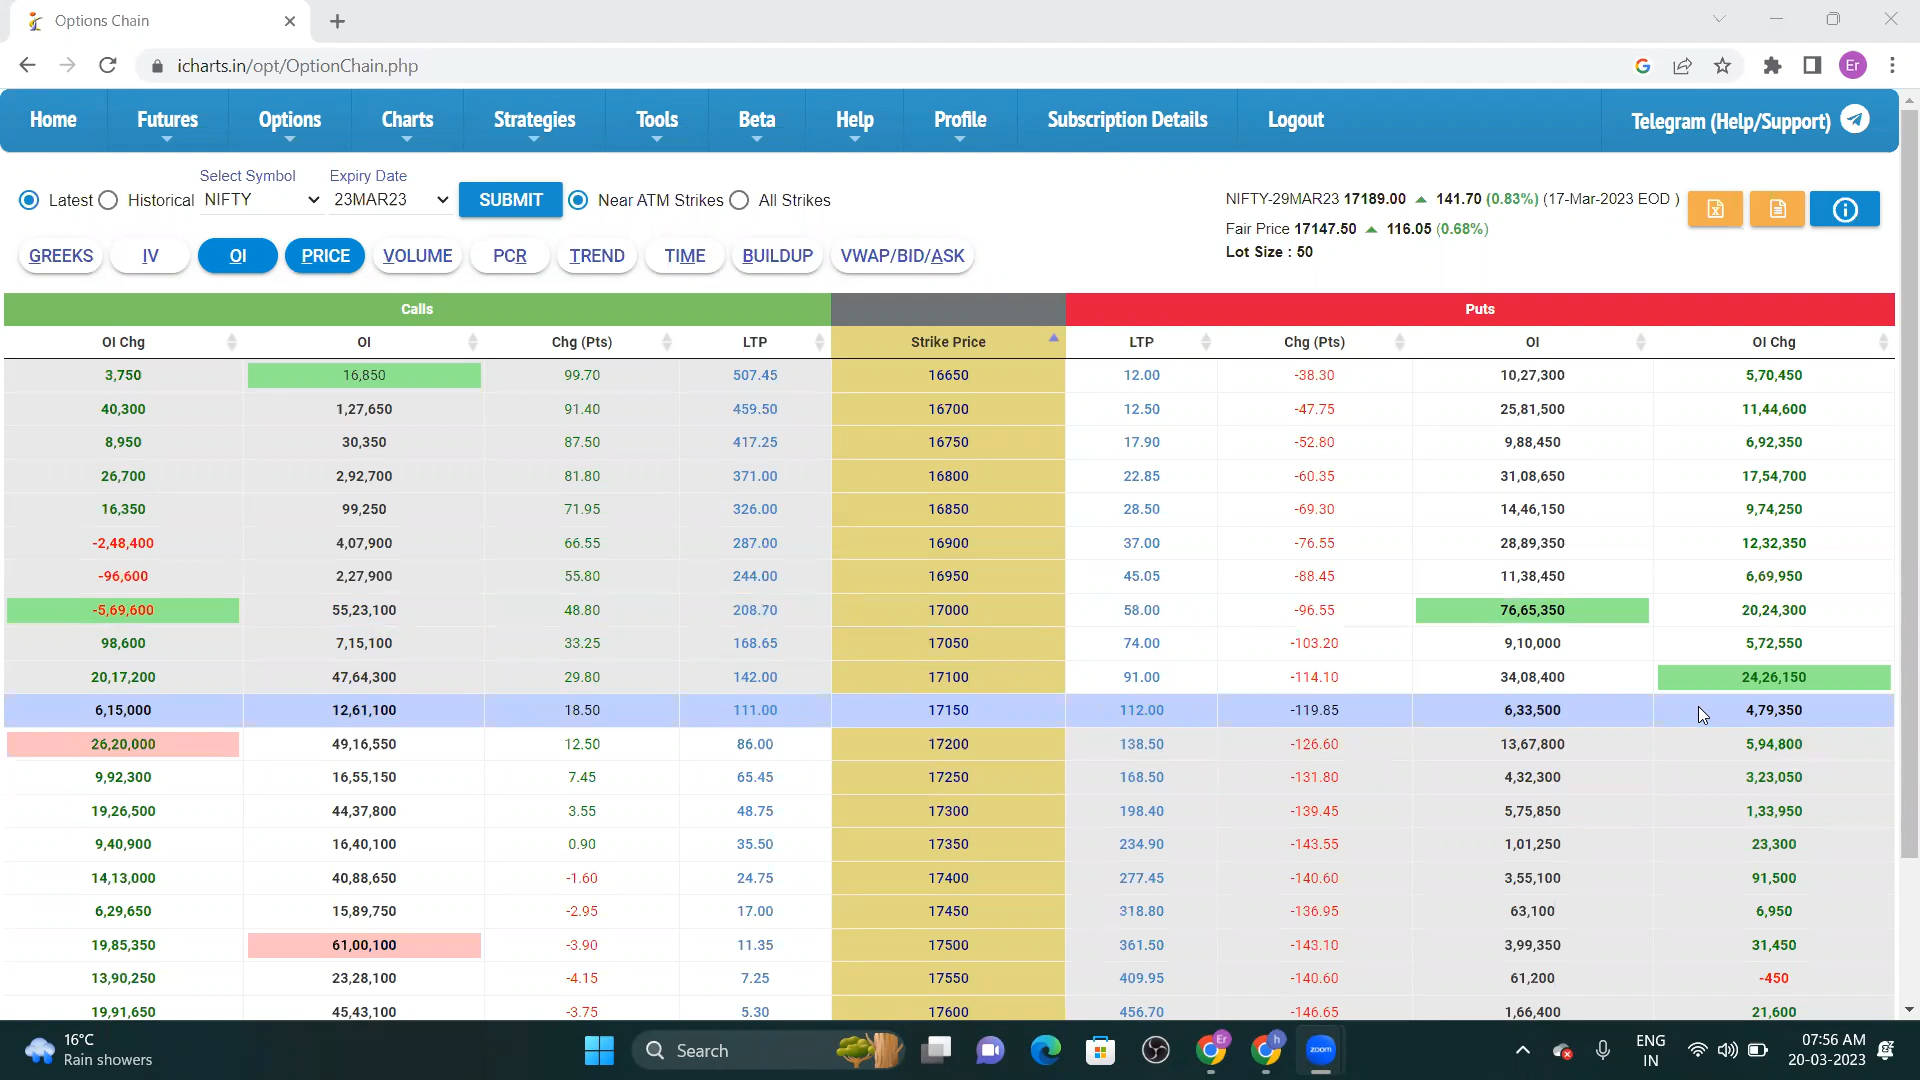 Options Chain
icharts.in/opt/OptionChain.php
Er
Home Futures Options Charts Strategies Tools Beta Help Profile Subscription Details Logout Telegram (Help/Support)
Select Symbol Expiry Date
Latest Historical NIFTY 23MAR23 SUBMIT Near ATM Strikes All Strikes
NIFTY-29MAR23 17189.00 141.70 (0.83%) (17-Mar-2023 EOD )
Fair Price 17147.50 116.05 (0.68%)
Lot Size : 50
GREEKS IV OI PRICE VOLUME PCR TREND TIME BUILDUP VWAP/BID/ASK
Calls Puts
OI Chg OI Chg (Pts) LTP Strike Price LTP Chg (Pts) OI OI Chg
3,750 16,850 99.70 507.45 16650 12.00 -38.30 10,27,300 5,70,450
40,300 1,27,650 91.40 459.50 16700 12.50 -47.75 25,81,500 11,44,600
8,950 30,350 87.50 417.25 16750 17.90 -52.80 9,88,450 6,92,350
26,700 2,92,700 81.80 371.00 16800 22.85 -60.35 31,08,650 17,54,700
16,350 99,250 71.95 326.00 16850 28.50 -69.30 14,46,150 9,74,250
-2,48,400 4,07,900 66.55 287.00 16900 37.00 -76.55 28,89,350 12,32,350
-96,600 2,27,900 55.80 244.00 16950 45.05 -88.45 11,38,450 6,69,950
-5,69,600 55,23,100 48.80 208.70 17000 58.00 -96.55 76,65,350 20,24,300
98,600 7,15,100 33.25 168.65 17050 74.00 -103.20 9,10,000 5,72,550
20,17,200 47,64,300 29.80 142.00 17100 91.00 -114.10 34,08,400 24,26,150
6,15,000 12,61,100 18.50 111.00 17150 112.00 -119.85 6,33,500 4,79,350
26,20,000 49,16,550 12.50 86.00 17200 138.50 -126.60 13,67,800 5,94,800
9,92,300 16,55,150 7.45 65.45 17250 168.50 -131.80 4,32,300 3,23,050
19,26,500 44,37,800 3.55 48.75 17300 198.40 -139.45 5,75,850 1,33,950
9,40,900 16,40,100 0.90 35.50 17350 234.90 -143.55 1,01,250 23,300
14,13,000 40,88,650 -1.60 24.75 17400 277.45 -140.60 3,55,100 91,500
6,29,650 15,89,750 -2.95 17.00 17450 318.80 -136.95 63,100 6,950
19,85,350 61,00,100 -3.90 11.35 17500 361.50 -143.10 3,99,350 31,450
13,90,250 23,28,100 -4.15 7.25 17550 409.95 -140.60 61,200 -450
19,91,650 45,43,100 -3.75 5.30 17600 456.70 -146.65 1,66,400 21,600
16°C
Rain showers
Search
Er
h
zoom
ENG
IN
07:56 AM
20-03-2023